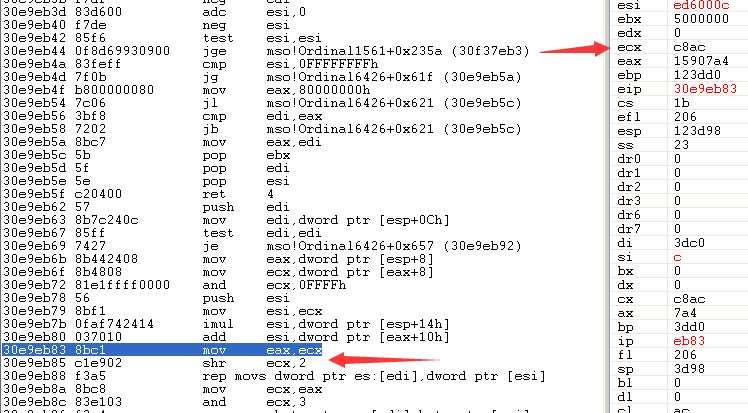 30e9eb3d 83d600 adc esi,0
30e9eb40 f7de neg esi
30e9eb42 85f6 test esi,esi
30e9eb44 0f8d69930900 jge mso!Ordinal1561+0x235a (30f37eb3)
30e9eb4a 83feff cmp esi,0FFFFFFFFh
30e9eb4d 7f0b jg mso!Ordinal6426+0x61f (30e9eb5a)
30e9eb4f b800000080 mov eax,80000000h
30e9eb54 7c06 jl mso!Ordinal6426+0x621 (30e9eb5c)
30e9eb56 3bf8 cmp edi,eax
30e9eb58 7202 jb mso!Ordinal6426+0x621 (30e9eb5c)
30e9eb5a 8bc7 mov eax,edi
30e9eb5c 5b pop ebx
30e9eb5d 5f pop edi
30e9eb5e 5e pop esi
30e9eb5f c20400 ret 4
30e9eb62 57 push edi
30e9eb63 8b7c240c mov edi,dword ptr [esp+0Ch]
30e9eb67 85ff test edi,edi
30e9eb69 7427 je mso!Ordinal6426+0x657 (30e9eb92)
30e9eb6b 8b442408 mov eax,dword ptr [esp+8]
30e9eb6f 8b4808 mov ecx,dword ptr [eax+8]
30e9eb72 81e1ffff0000 and ecx,0FFFFh
30e9eb78 56 push esi
30e9eb79 8bf1 mov esi,ecx
30e9eb7b 0faf742414 imul esi,dword ptr [esp+14h]
30e9eb80 037010 add esi,dword ptr [eax+10h]
30e9eb83 8bc1 mov eax,ecx
30e9eb85 c1e902 shr ecx,2
30e9eb88 f3a5 rep movs dword ptr es:[edi],dword ptr [esi]
30e9eb8a 8bc8 mov ecx,eax
30e9eb8c 83e103 and ecx,3
esi ed6000c
ebx 5000000
edx 0
ecx c8ac
eax 15907a4
ebp 123dd0
eip 30e9eb83
cs 1b
efl 206
esp 123d98
ss 23
dr0 0
dr1 0
dr2 0
dr3 0
dr6 0
dr7 0
di 3dc0
si c
bx 0
dx 0
cx c8ac
ax 7a4
bp 3dd0
ip eb83
fl 206
sp 3d98
bl 0
dl 0
cl ac